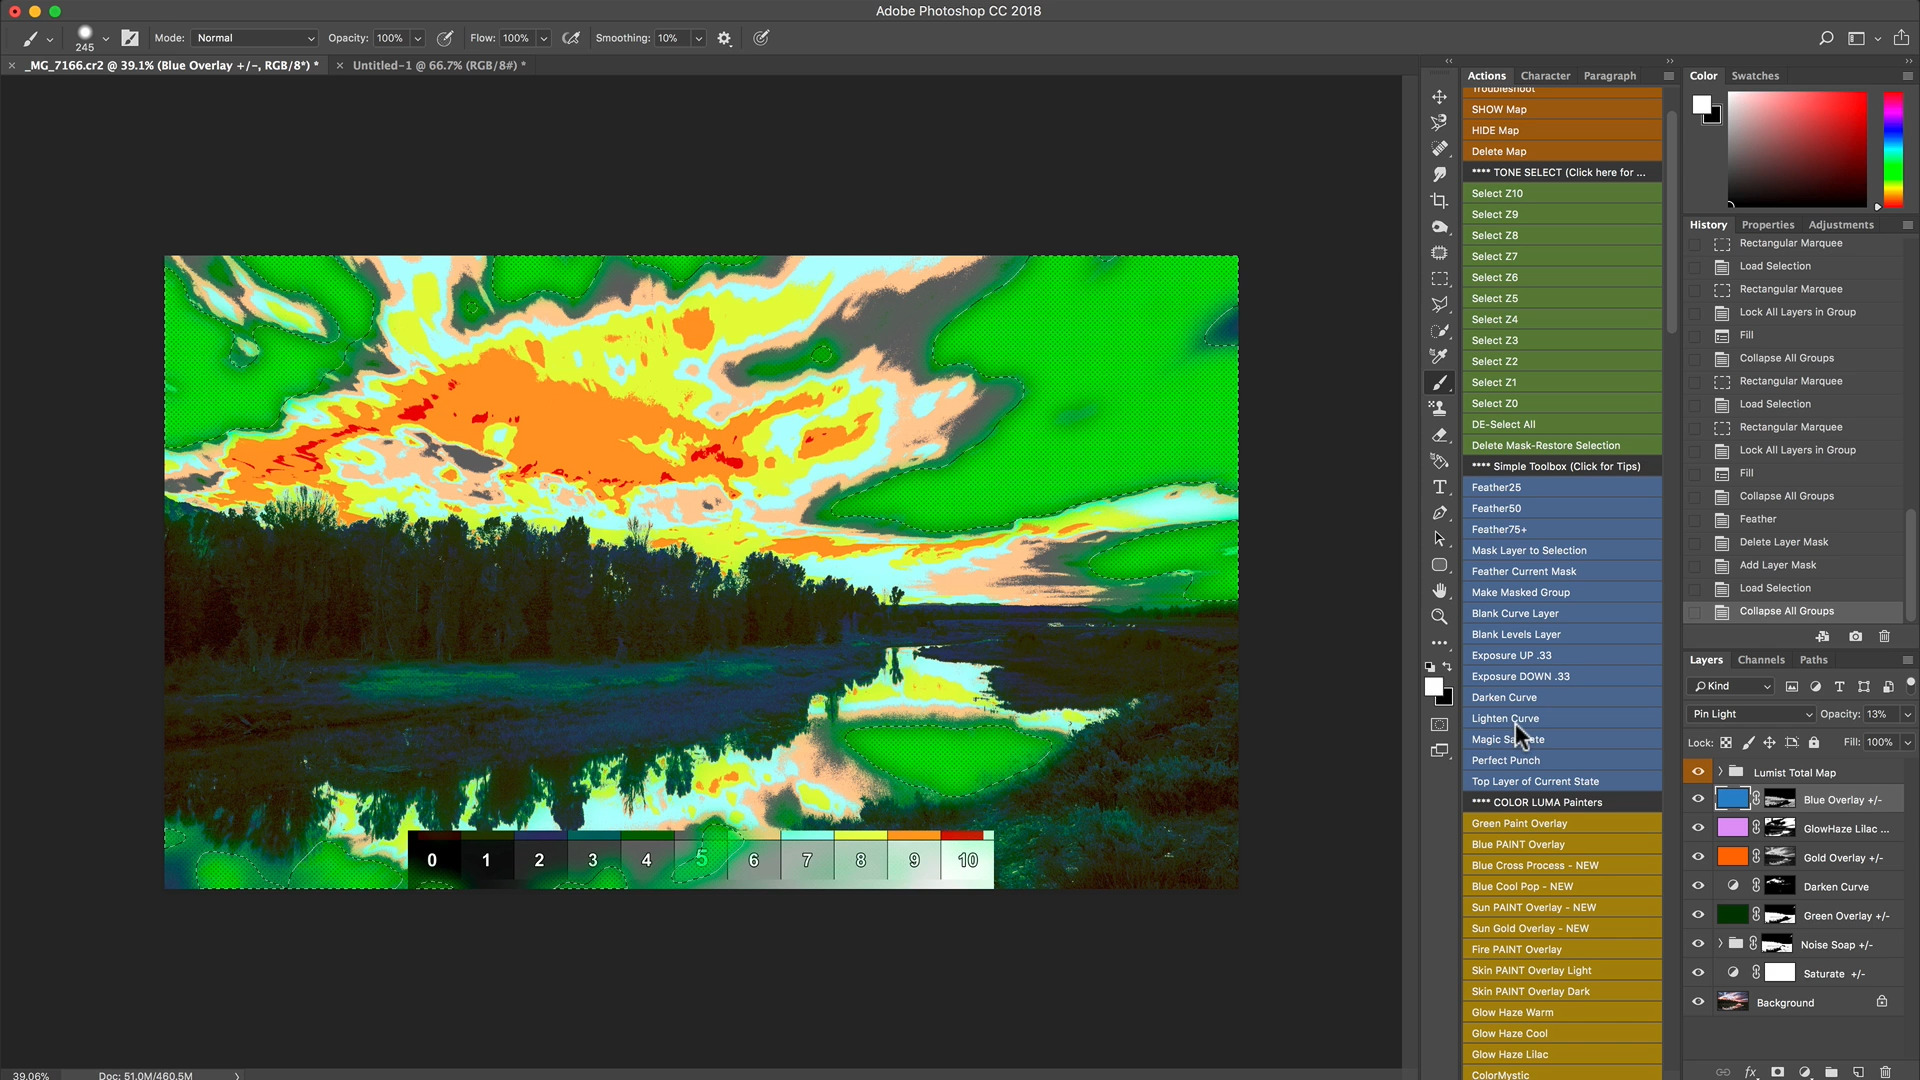 Adobe Photoshop CC 2018
245
Mode: Normal
Opacity: 100%
Flow: 100%
Smoothing: 10%
× _MG_7166.cr2 @ 39.1% (Blue Overlay +/-, RGB/8*) *
× Untitled-1 @ 66.7% (RGB/8#) *
0 1 2 3 4 5 6 7 8 9 10
39.06%
Doc: 51.0M/460.5M
Actions Character Paragraph
Troubleshoot
SHOW Map
HIDE Map
Delete Map
**** TONE SELECT (Click here for ...
Select Z10
Select Z9
Select Z8
Select Z7
Select Z6
Select Z5
Select Z4
Select Z3
Select Z2
Select Z1
Select Z0
DE-Select All
Delete Mask-Restore Selection
**** Simple Toolbox (Click for Tips)
Feather25
Feather50
Feather75+
Mask Layer to Selection
Feather Current Mask
Make Masked Group
Blank Curve Layer
Blank Levels Layer
Exposure UP .33
Exposure DOWN .33
Darken Curve
Lighten Curve
Magic
Perfect Punch
Top Layer of Current State
**** COLOR LUMA Painters
Green Paint Overlay
Blue PAINT Overlay
Blue Cross Process - NEW
Blue Cool Pop - NEW
Sun PAINT Overlay - NEW
Sun Gold Overlay - NEW
Fire PAINT Overlay
Skin PAINT Overlay Light
Skin PAINT Overlay Dark
Glow Haze Warm
Glow Haze Cool
Glow Haze Lilac
ColorMystic
Color Swatches
History Properties Adjustments
Rectangular Marquee
Load Selection
Rectangular Marquee
Lock All Layers in Group
Fill
Collapse All Groups
Rectangular Marquee
Load Selection
Rectangular Marquee
Lock All Layers in Group
Fill
Collapse All Groups
Feather
Delete Layer Mask
Add Layer Mask
Load Selection
Collapse All Groups
Layers Channels Paths
Kind
Pin Light
Opacity: 13%
Lock:
Fill: 100%
Lumist Total Map
Blue Overlay +/-
GlowHaze Lilac ...
Gold Overlay +/-
Darken Curve
Green Overlay +/-
Noise Soap +/-
Saturate +/-
Background
fx